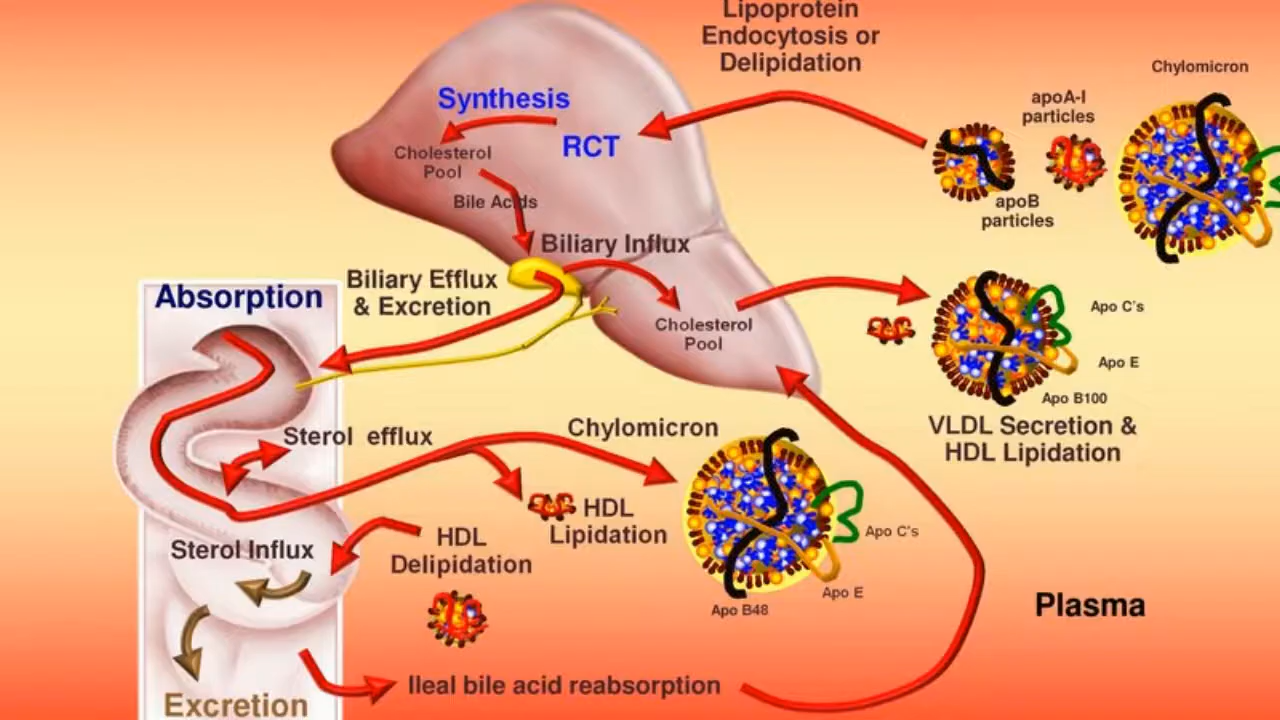 Lipoprotein
Endocytosis or
Delipidation
Chylomicron
apoA-I
particles
apoB
particles
Synthesis
RCT
Cholesterol
Pool
Bile Acids
Biliary Influx
Biliary Efflux
& Excretion
Cholesterol
Pool
Apo C's
Apo E
Apo B100
VLDL Secretion &
HDL Lipidation
Absorption
Sterol efflux
Chylomicron
HDL
Lipidation
Apo C's
Apo E
Apo B48
HDL
Delipidation
Sterol Influx
Plasma
Ileal bile acid reabsorption
Excretion